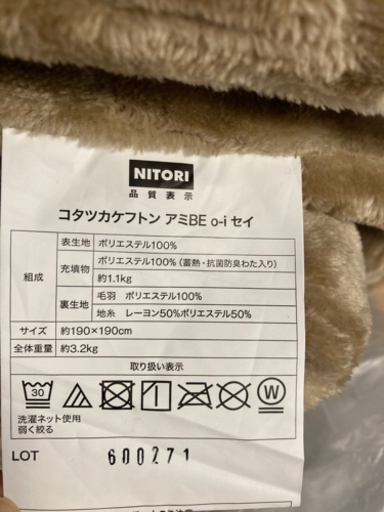 NITORI
品質表示
コタツカケフトン アミBE o-i セイ
組成
表生地 ポリエステル100%
充填物 ポリエステル100%（蓄熱・抗菌防臭わた入り）
約1.1kg
裏生地 毛羽 ポリエステル100%
地糸 レーヨン50%ポリエステル50%
サイズ 約190×190cm
全体重量 約3.2kg
取り扱い表示
30 W
洗濯ネット使用
弱く絞る
LOT 600271